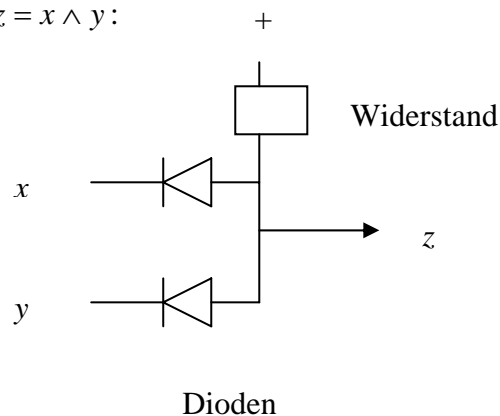 z = x ∧ y :
+
Widerstand
x
z
y
Dioden